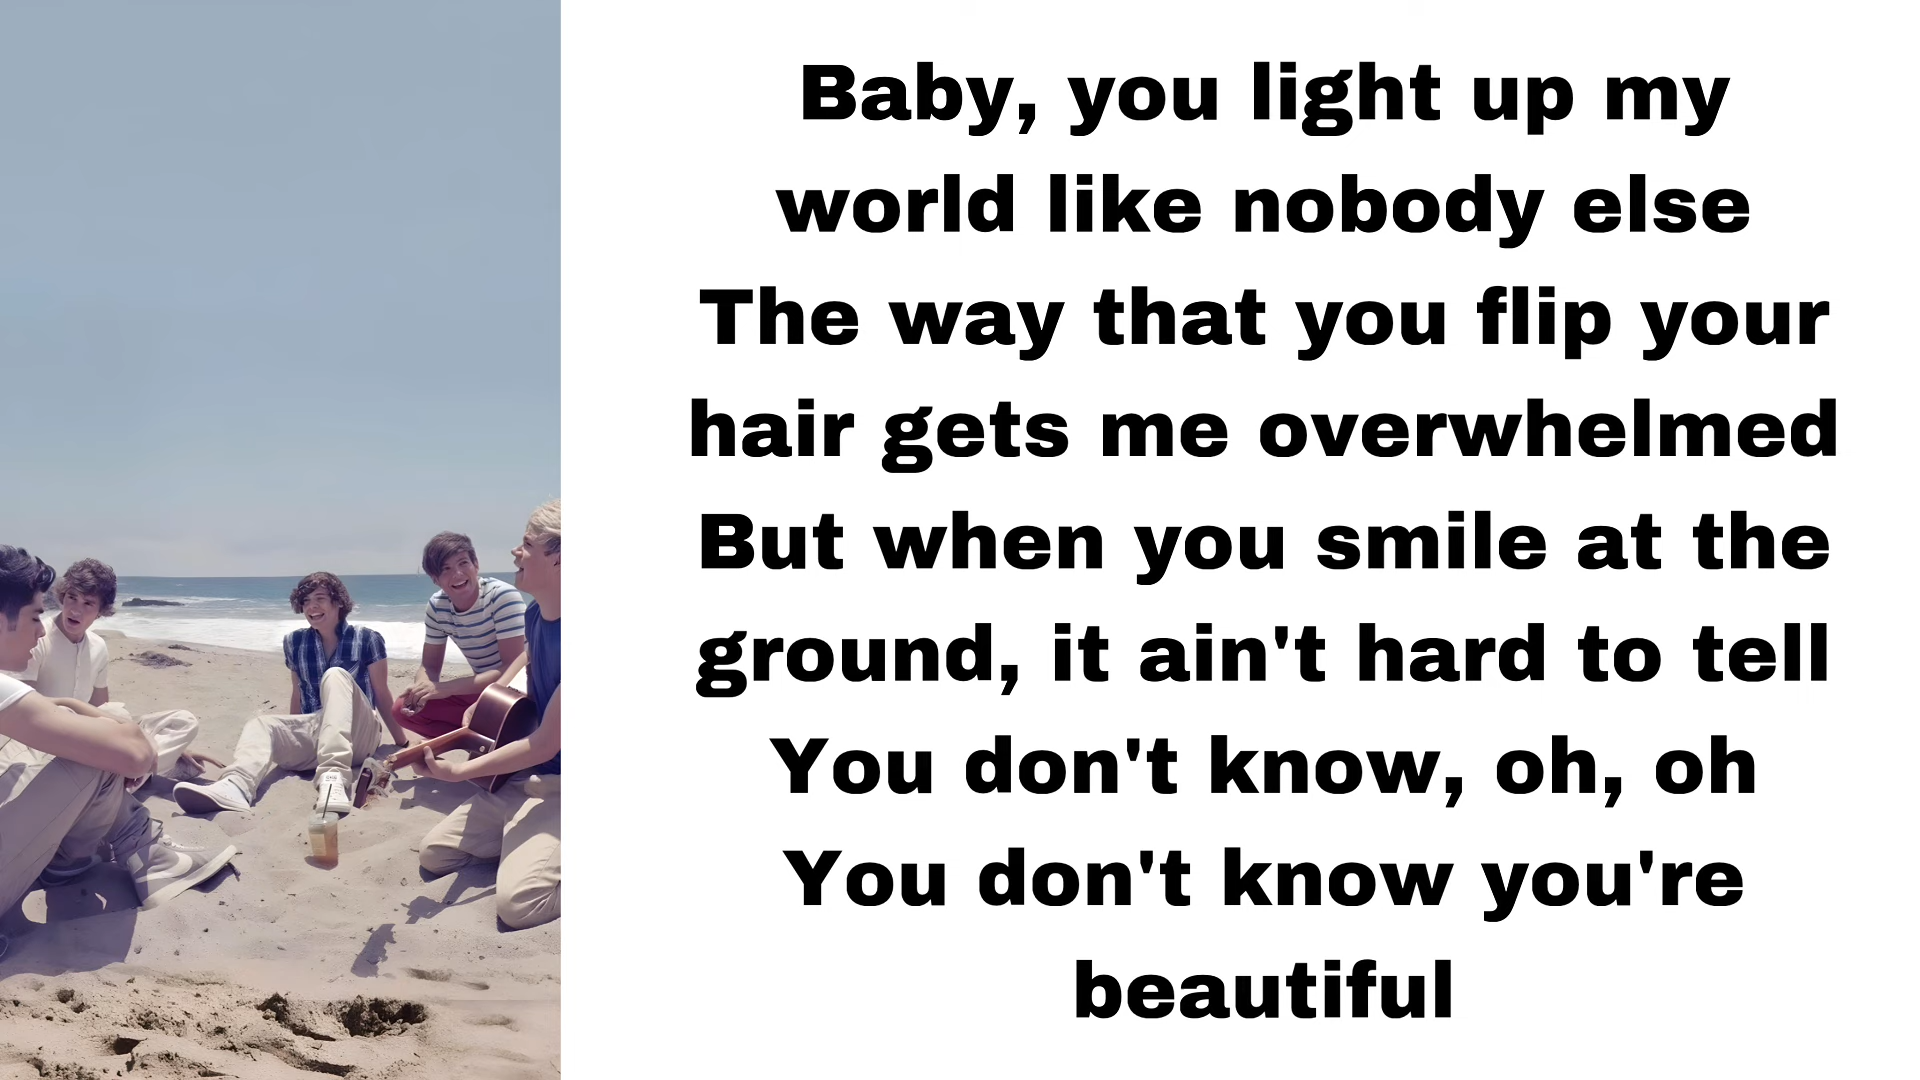 Baby, you light up my
world like nobody else
The way that you flip your
hair gets me overwhelmed
But when you smile at the
ground, it ain't hard to tell
You don't know, oh, oh
You don't know you're
beautiful